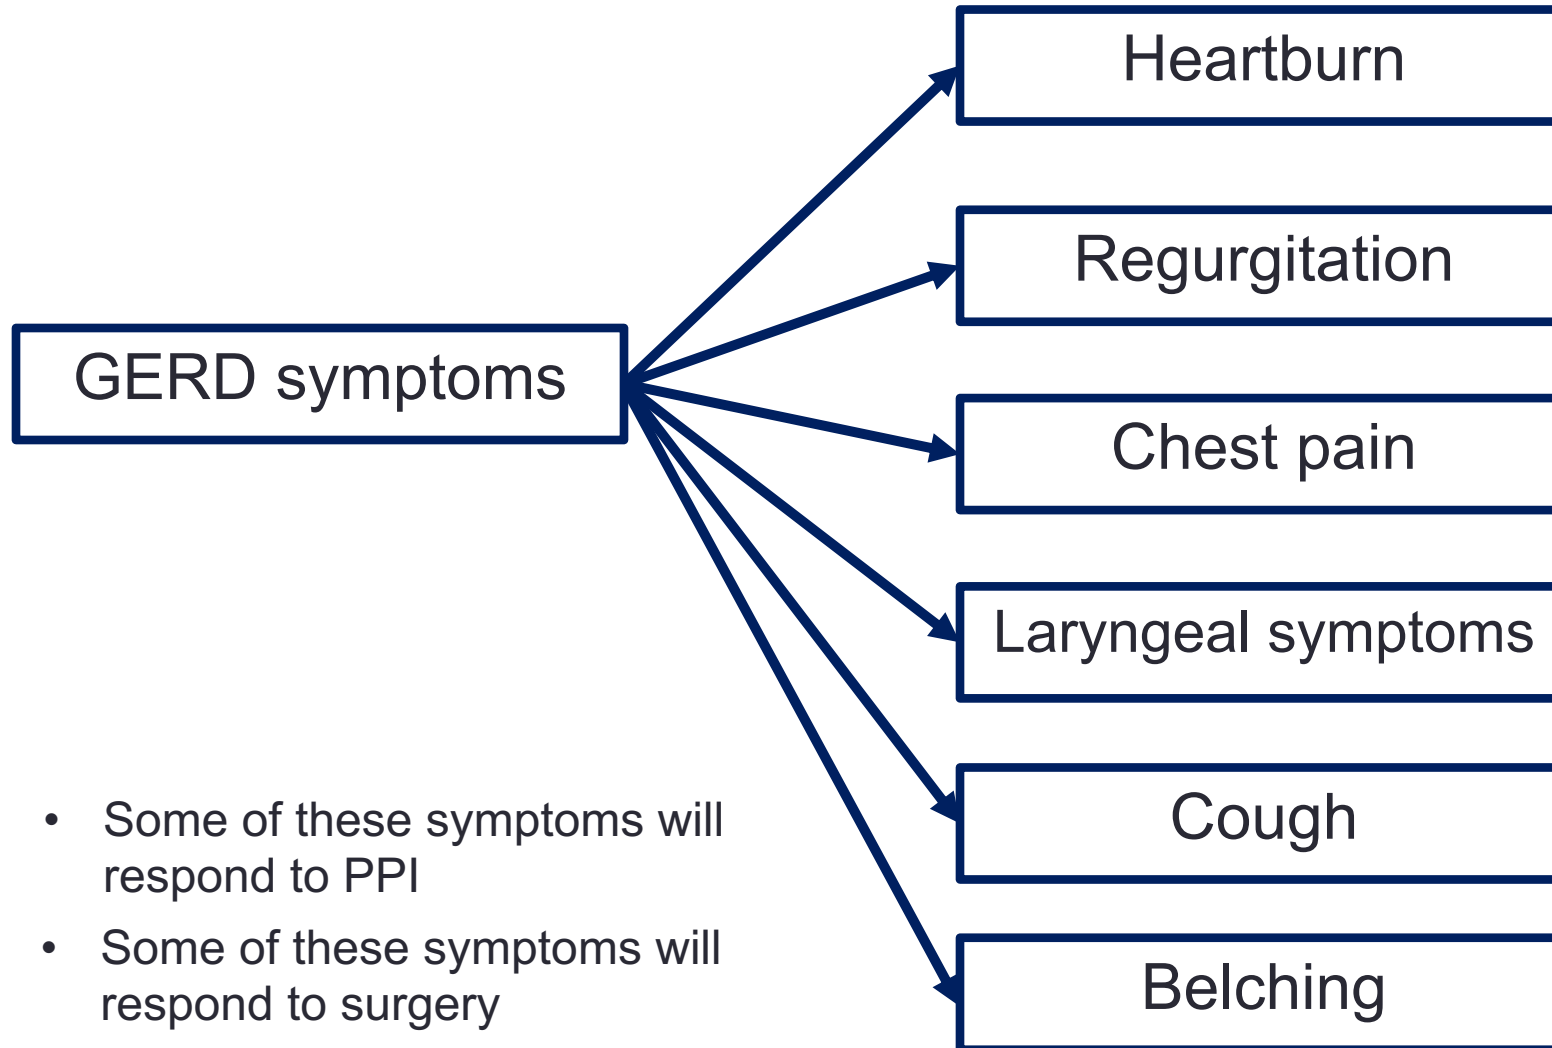 Heartburn
Regurgitation
GERD symptoms
Chest pain
Laryngeal symptoms
Cough
Belching
• Some of these symptoms will
respond to PPI
• Some of these symptoms will
respond to surgery